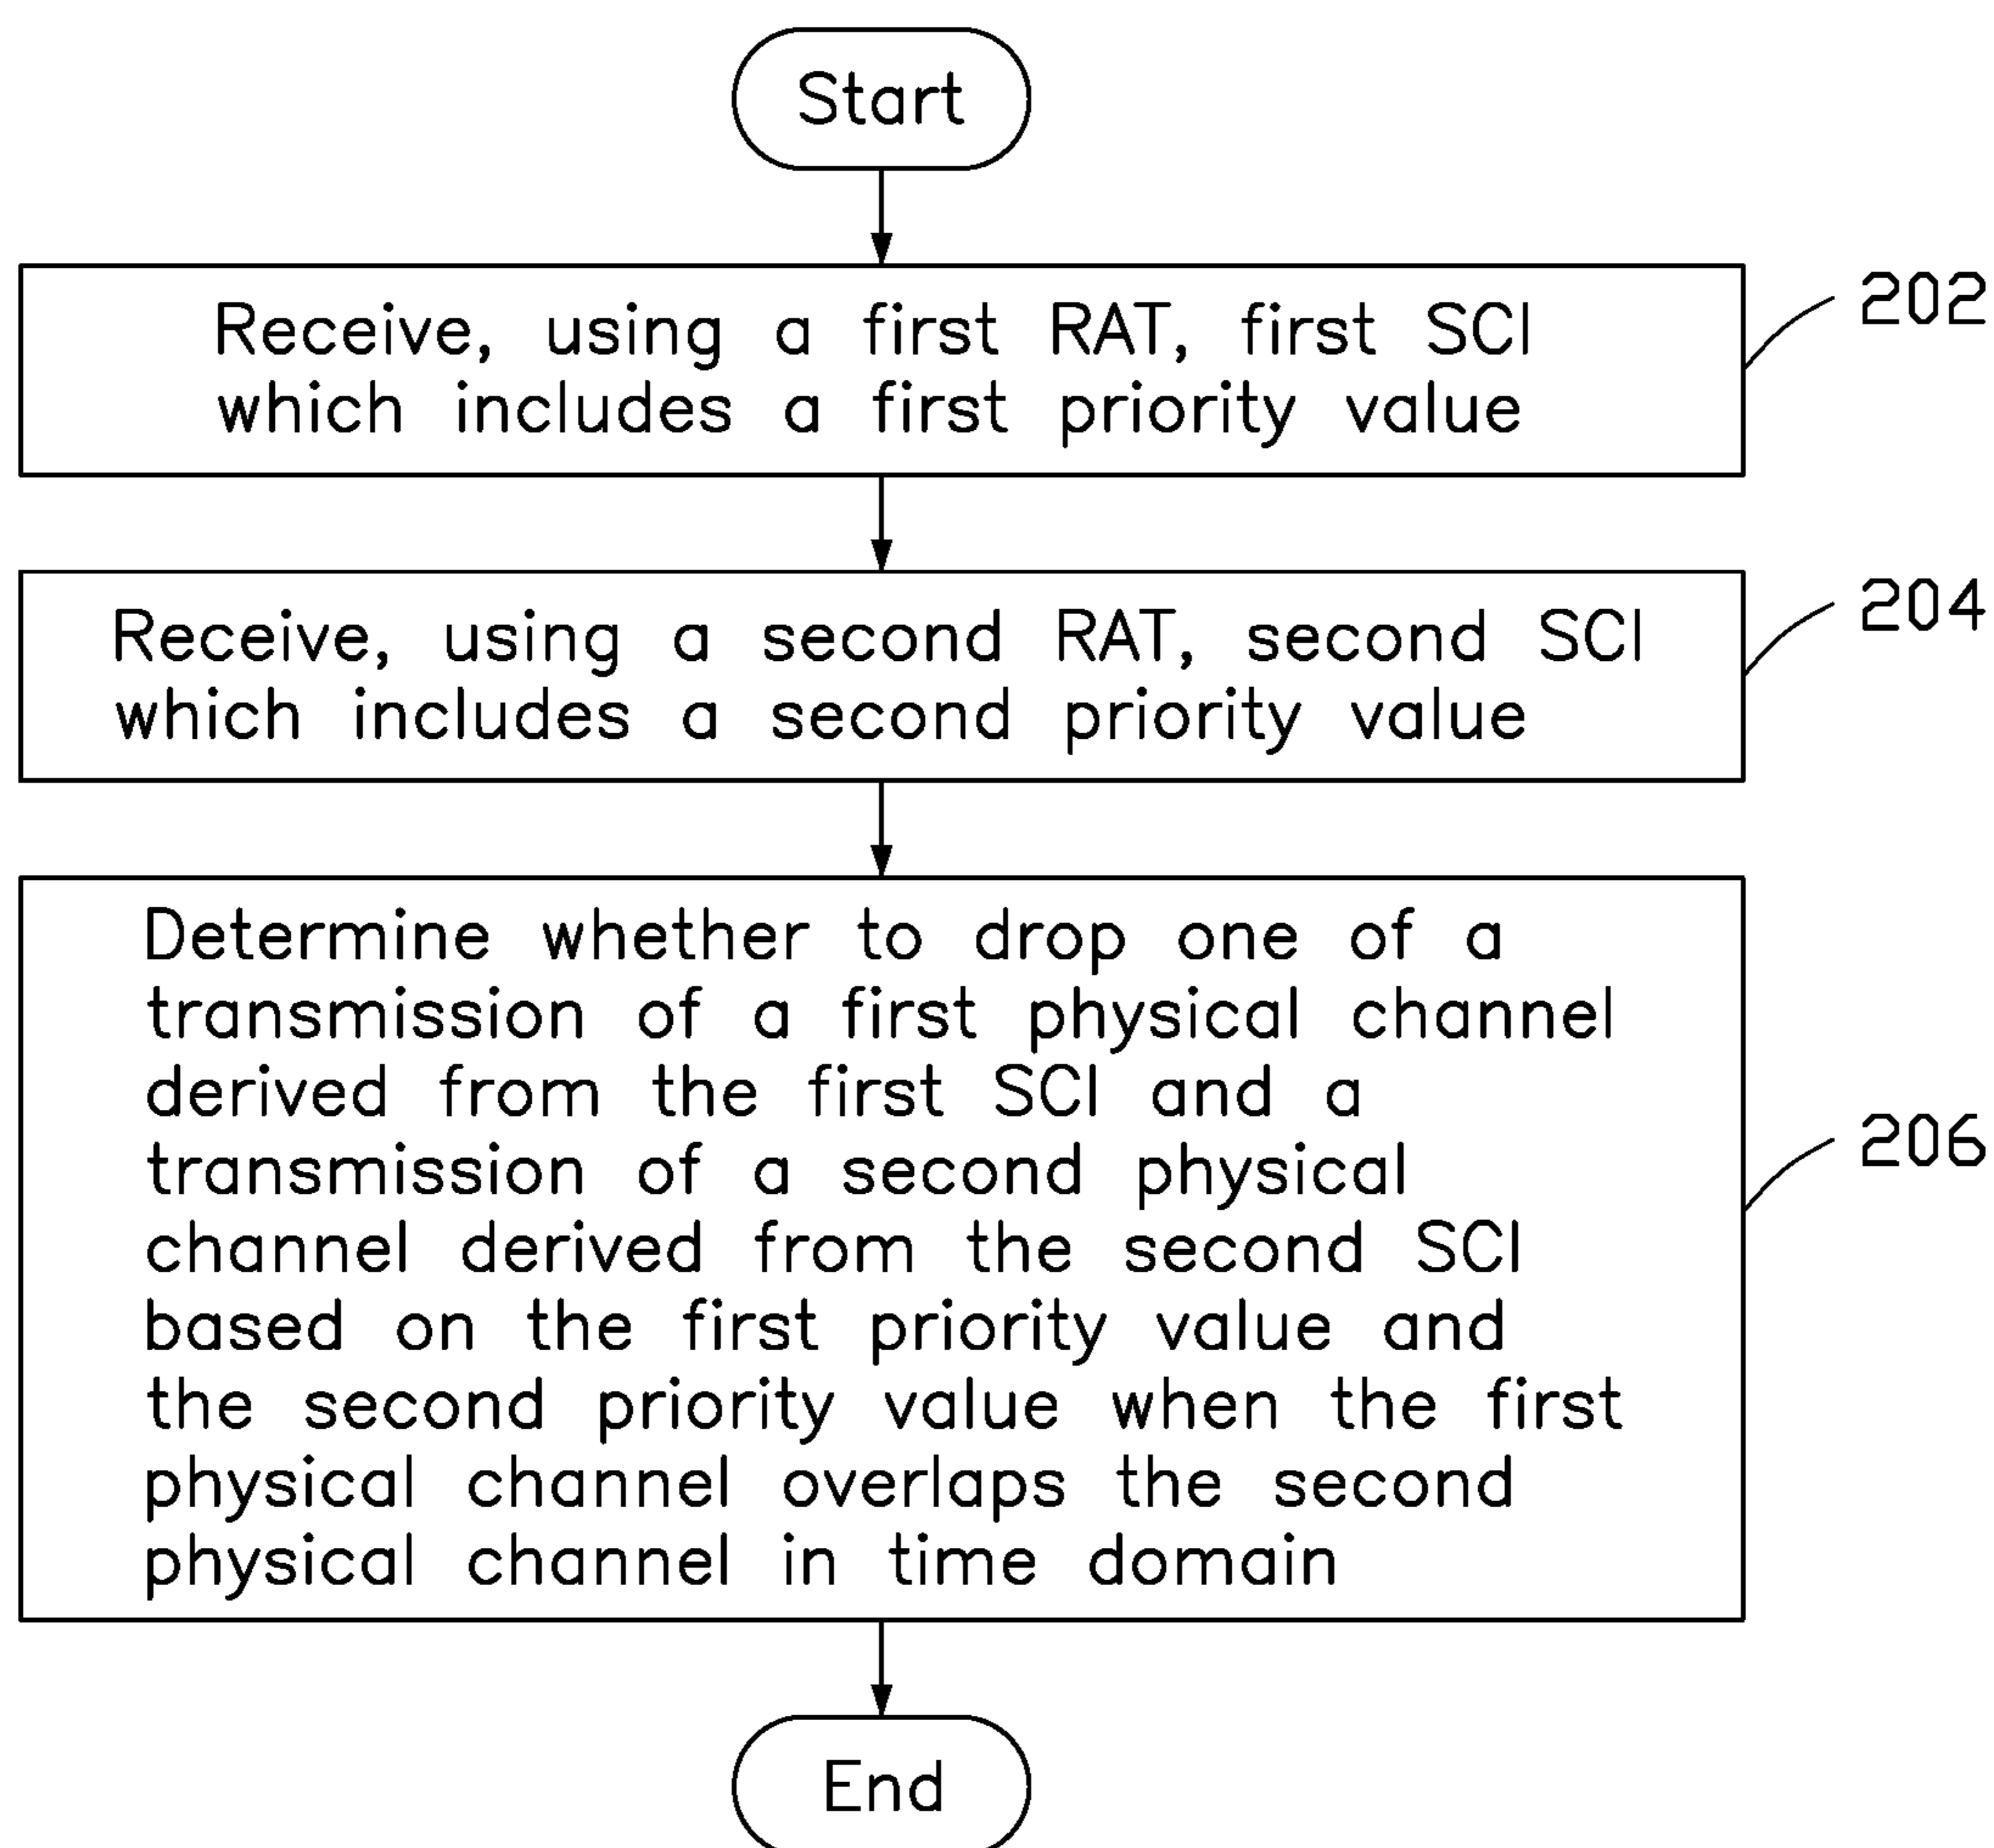 Start
Receive, using a first RAT, first SCI
which includes a first priority value
202
Receive, using a second RAT, second SCI
which includes a second priority value
204
Determine whether to drop one of a
transmission of a first physical channel
derived from the first SCI and a
transmission of a second physical
channel derived from the second SCI
based on the first priority value and
the second priority value when the first
physical channel overlaps the second
physical channel in time domain
206
End